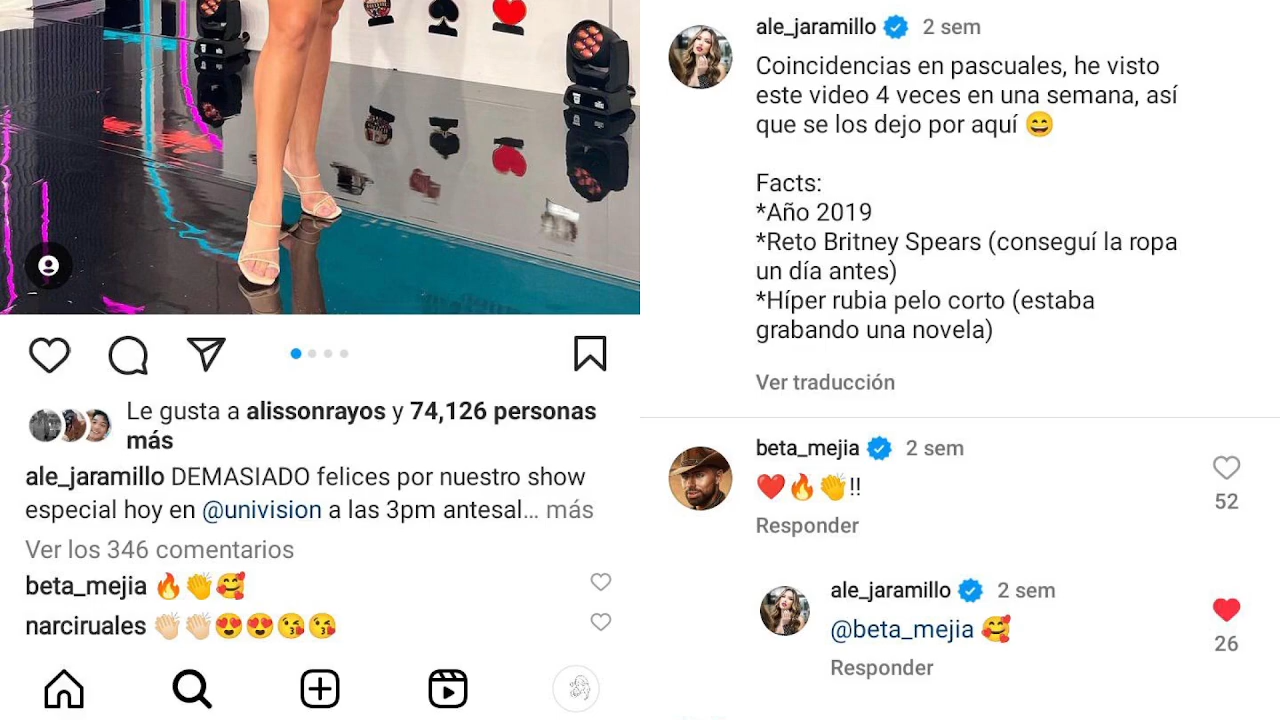 Le gusta a alissonrayos y 74,126 personas
más
ale_jaramillo DEMASIADO felices por nuestro show
especial hoy en @univision a las 3pm antesal... más
Ver los 346 comentarios
beta_mejia 🔥👏🥰
narciruales 👏🏻👏🏻😍😍😘😘
ale_jaramillo 2 sem
Coincidencias en pascuales, he visto
este video 4 veces en una semana, así
que se los dejo por aquí 😄
Facts:
*Año 2019
*Reto Britney Spears (conseguí la ropa
un día antes)
*Híper rubia pelo corto (estaba
grabando una novela)
Ver traducción
beta_mejia 2 sem
❤️🔥👏!!
52
Responder
ale_jaramillo 2 sem
@beta_mejia 🥰
26
Responder